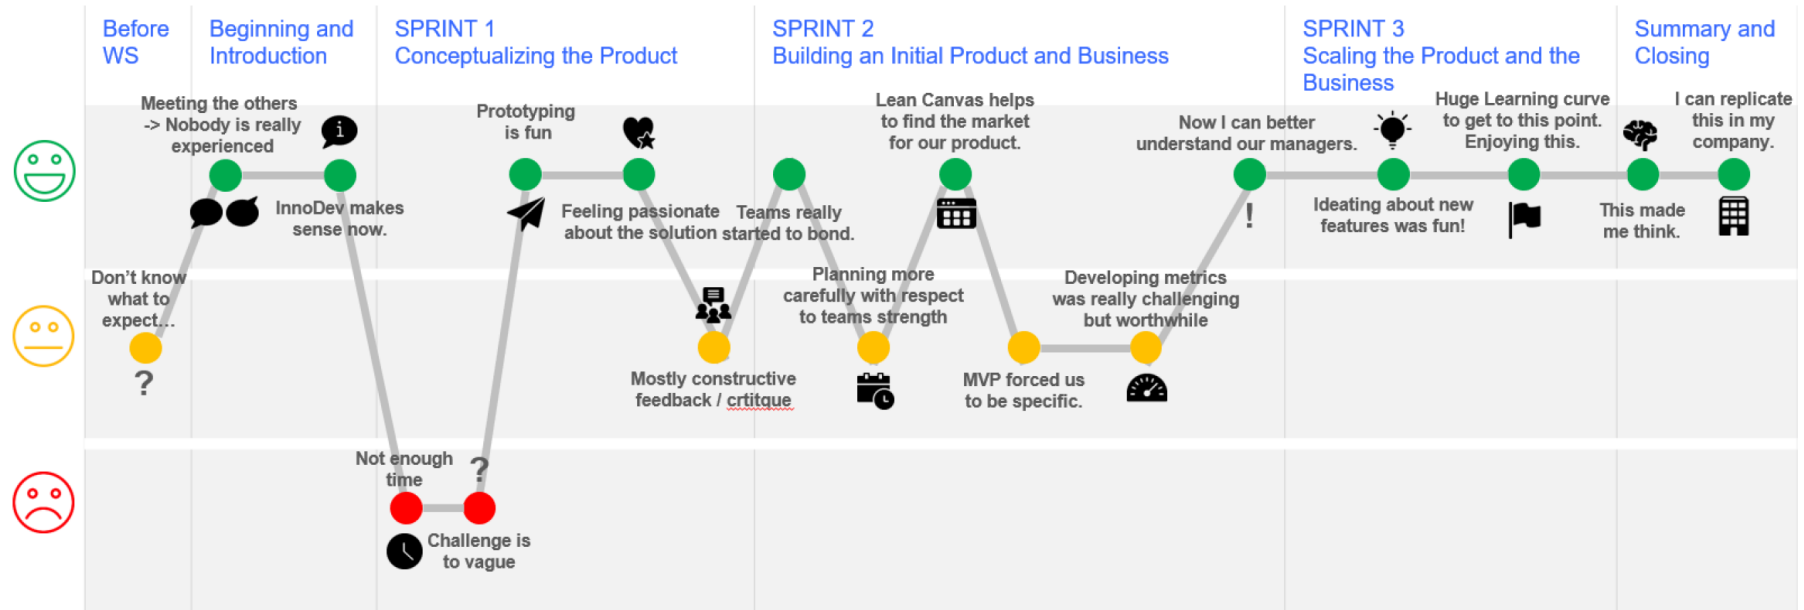 Before
WS
Beginning and
Introduction
SPRINT 1
Conceptualizing the Product
SPRINT 2
Building an Initial Product and Business
SPRINT 3
Scaling the Product and the
Business
Summary and
Closing
Don't know
what to
expect...
?
Meeting the others
-> Nobody is really
experienced
i
InnoDev makes
sense now.
Not enough
time
?
Challenge is
to vague
Prototyping
is fun
Feeling passionate
about the solution
Mostly constructive
feedback / crtitque
Teams really
started to bond.
Planning more
carefully with respect
to teams strength
Lean Canvas helps
to find the market
for our product.
MVP forced us
to be specific.
Developing metrics
was really challenging
but worthwhile
Now I can better
understand our managers.
!
Ideating about new
features was fun!
Huge Learning curve
to get to this point.
Enjoying this.
This made
me think.
I can replicate
this in my
company.